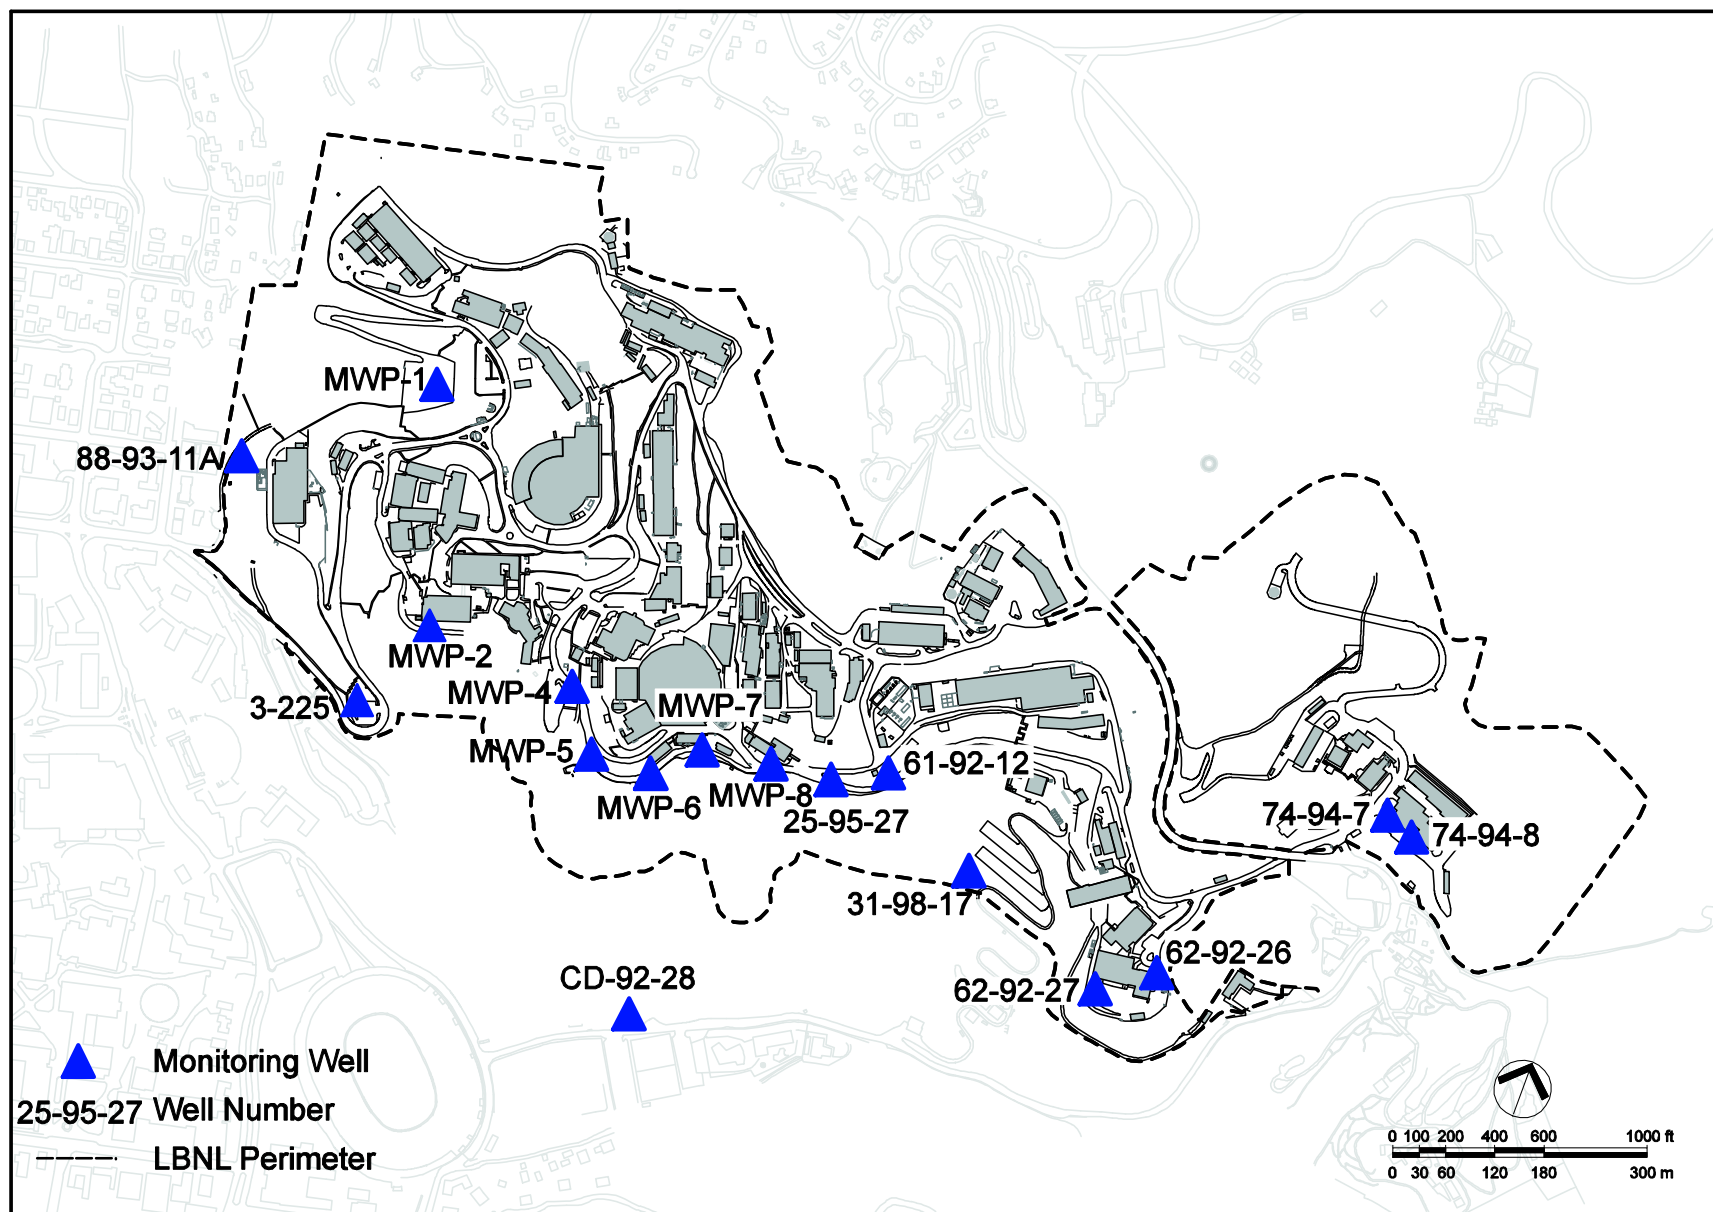 MWP-1
88-93-11A
MWP-2
3-225
MWP-4
MWP-7
MWP-5
61-92-12
MWP-6
MWP-8
25-95-27
74-94-7
74-94-8
31-98-17
62-92-26
CD-92-28
62-92-27
Monitoring Well
25-95-27 Well Number
LBNL Perimeter
0 100 200 400 600 1000 ft
0 30 60 120 180 300 m